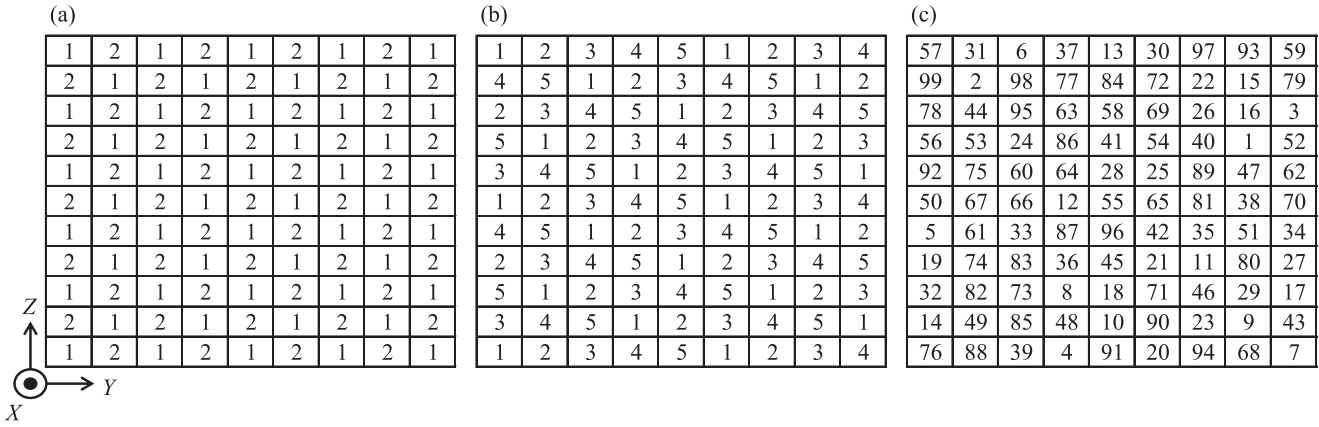 (a) (b) (c)
1 2 1 2 1 2 1 2 1 1 2 3 4 5 1 2 3 4 57 31 6 37 13 30 97 93 59
2 1 2 1 2 1 2 1 2 4 5 1 2 3 4 5 1 2 99 2 98 77 84 72 22 15 79
1 2 1 2 1 2 1 2 1 2 3 4 5 1 2 3 4 5 78 44 95 63 58 69 26 16 3
2 1 2 1 2 1 2 1 2 5 1 2 3 4 5 1 2 3 56 53 24 86 41 54 40 1 52
1 2 1 2 1 2 1 2 1 3 4 5 1 2 3 4 5 1 92 75 60 64 28 25 89 47 62
2 1 2 1 2 1 2 1 2 1 2 3 4 5 1 2 3 4 50 67 66 12 55 65 81 38 70
1 2 1 2 1 2 1 2 1 4 5 1 2 3 4 5 1 2 5 61 33 87 96 42 35 51 34
2 1 2 1 2 1 2 1 2 2 3 4 5 1 2 3 4 5 19 74 83 36 45 21 11 80 27
1 2 1 2 1 2 1 2 1 5 1 2 3 4 5 1 2 3 32 82 73 8 18 71 46 29 17
2 1 2 1 2 1 2 1 2 3 4 5 1 2 3 4 5 1 14 49 85 48 10 90 23 9 43
1 2 1 2 1 2 1 2 1 1 2 3 4 5 1 2 3 4 76 88 39 4 91 20 94 68 7
Z
Y
X